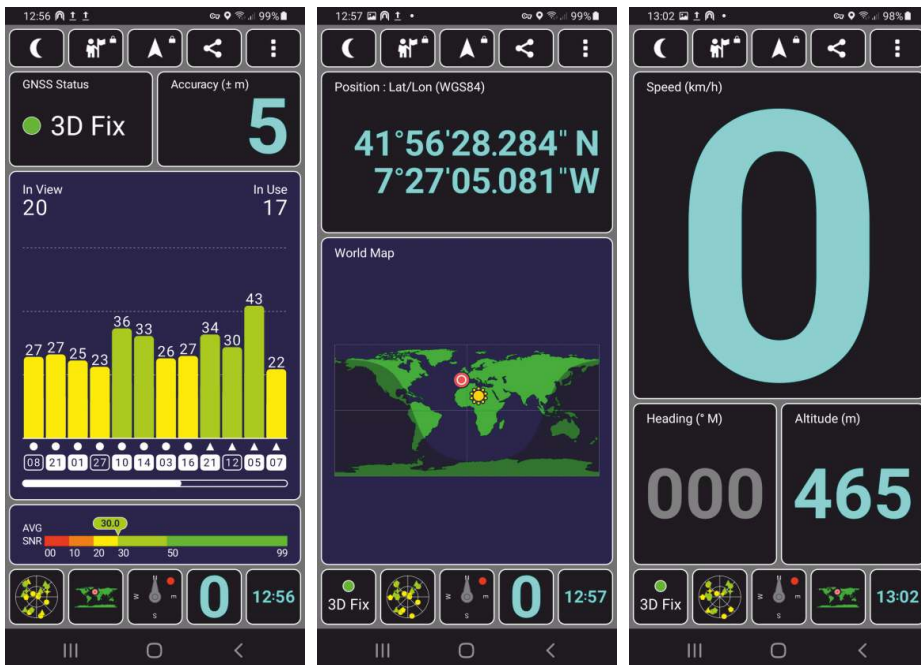 12:56
99%
GNSS Status
3D Fix
Accuracy (± m)
5
In View
20
In Use
17
27 27 25 23 36 33 26 27 34 30 43 22
08 21 01 27 10 14 03 16 21 12 05 07
AVG
SNR
30.0
00 10 20 30 50 99
W E
S
0
12:56
12:57
99%
Position : Lat/Lon (WGS84)
41°56'28.284" N
7°27'05.081"W
World Map
3D Fix
W E
S
0
12:57
13:02
98%
Speed (km/h)
0
Heading (° M)
000
Altitude (m)
465
3D Fix
W E
S
13:02